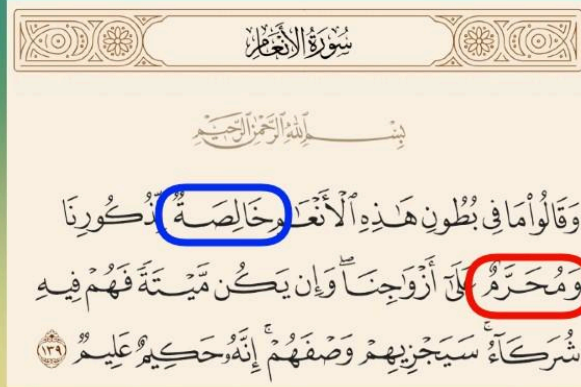 سُورَةُ الأَنْعَامِ
بِسْمِ ٱللَّهِ ٱلرَّحْمَٰنِ ٱلرَّحِيمِ
وَقَالُوا۟ مَا فِى بُطُونِ هَـٰذِهِ ٱلْأَنْعَـٰمِ خَالِصَةٌ لِّذُكُورِنَا
وَمُحَرَّمٌ عَلَىٰٓ أَزْوَٰجِنَا ۖ وَإِن يَكُن مَّيْتَةً فَهُمْ فِيهِ
شُرَكَآءُ ۚ سَيَجْزِيهِمْ وَصْفَهُمْ ۚ إِنَّهُۥ حَكِيمٌ عَلِيمٌ ١٣٩